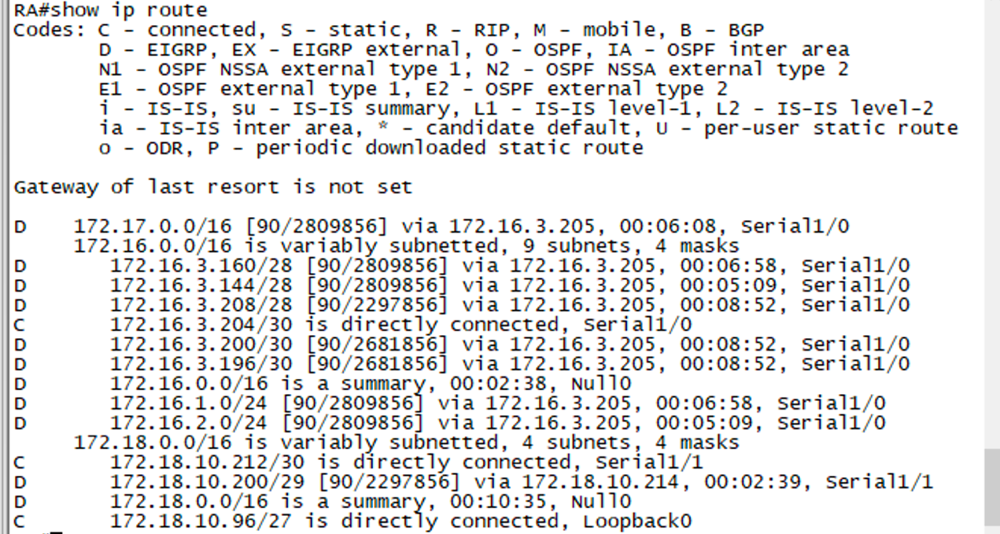 RA#show ip route
Codes: C - connected, S - static, R - RIP, M - mobile, B - BGP
D - EIGRP, EX - EIGRP external, O - OSPF, IA - OSPF inter area
N1 - OSPF NSSA external type 1, N2 - OSPF NSSA external type 2
E1 - OSPF external type 1, E2 - OSPF external type 2
i - IS-IS, su - IS-IS summary, L1 - IS-IS level-1, L2 - IS-IS level-2
ia - IS-IS inter area, * - candidate default, U - per-user static route
o - ODR, P - periodic downloaded static route
Gateway of last resort is not set
D 172.17.0.0/16 [90/2809856] via 172.16.3.205, 00:06:08, Serial1/0
172.16.0.0/16 is variably subnetted, 9 subnets, 4 masks
D 172.16.3.160/28 [90/2809856] via 172.16.3.205, 00:06:58, Serial1/0
D 172.16.3.144/28 [90/2809856] via 172.16.3.205, 00:05:09, Serial1/0
D 172.16.3.208/28 [90/2297856] via 172.16.3.205, 00:08:52, Serial1/0
C 172.16.3.204/30 is directly connected, Serial1/0
D 172.16.3.200/30 [90/2681856] via 172.16.3.205, 00:08:52, Serial1/0
D 172.16.3.196/30 [90/2681856] via 172.16.3.205, 00:08:52, Serial1/0
D 172.16.0.0/16 is a summary, 00:02:38, Null0
D 172.16.1.0/24 [90/2809856] via 172.16.3.205, 00:06:58, Serial1/0
D 172.16.2.0/24 [90/2809856] via 172.16.3.205, 00:05:09, Serial1/0
172.18.0.0/16 is variably subnetted, 4 subnets, 4 masks
C 172.18.10.212/30 is directly connected, Serial1/1
D 172.18.10.200/29 [90/2297856] via 172.18.10.214, 00:02:39, Serial1/1
D 172.18.0.0/16 is a summary, 00:10:35, Null0
C 172.18.10.96/27 is directly connected, Loopback0